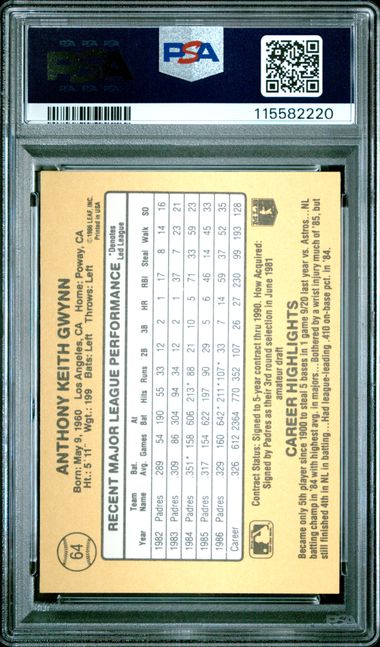 PSA
PSA
115582220
64
ANTHONY KEITH GWYNN
Born: May 9, 1960 Los Angeles, CA Home: Poway, CA
Ht.: 5' 11" Wgt.: 199 Bats: Left Throws: Left
©1986 LEAF, INC.
Printed in USA
RECENT MAJOR LEAGUE PERFORMANCE *Denotes Led League
Team Bat. At
Year Name Avg. Games Bat Hits Runs 2B 3B HR RBI Steal Walk SO
1982 Padres 289 54 190 55 33 12 2 1 17 8 14 16
1983 Padres 309 86 304 94 34 12 2 1 37 7 23 21
1984 Padres 351* 158 606 213* 88 21 10 5 71 33 59 23
1985 Padres 317 154 622 197 90 29 5 6 46 14 45 33
1986 Padres 329 160 642* 211* 107* 33 7 14 59 37 52 35
Career 326 612 2364 770 352 107 26 27 230 99 193 128
Contract Status: Signed to 5-year contract thru 1990. How Acquired:
Signed by Padres as their 3rd round selection in June 1981
amateur draft
CAREER HIGHLIGHTS
Became only 5th player since 1900 to steal 5 bases in 1 game 9/20 last year vs. Astros...NL
batting champ in '84 with highest avg. in majors...Bothered by a wrist injury much of '85, but
still finished 4th in NL in batting...Had league-leading, .410 on-base pct. in '84.